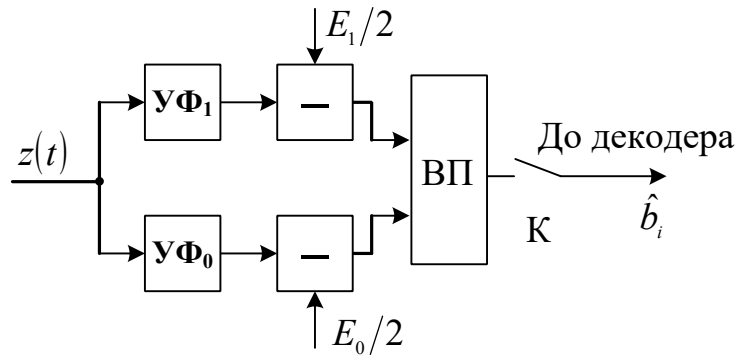 E₁/2
УФ₁
—
z(t)
До декодера
ВП
К
b̂ᵢ
УФ₀
—
E₀/2